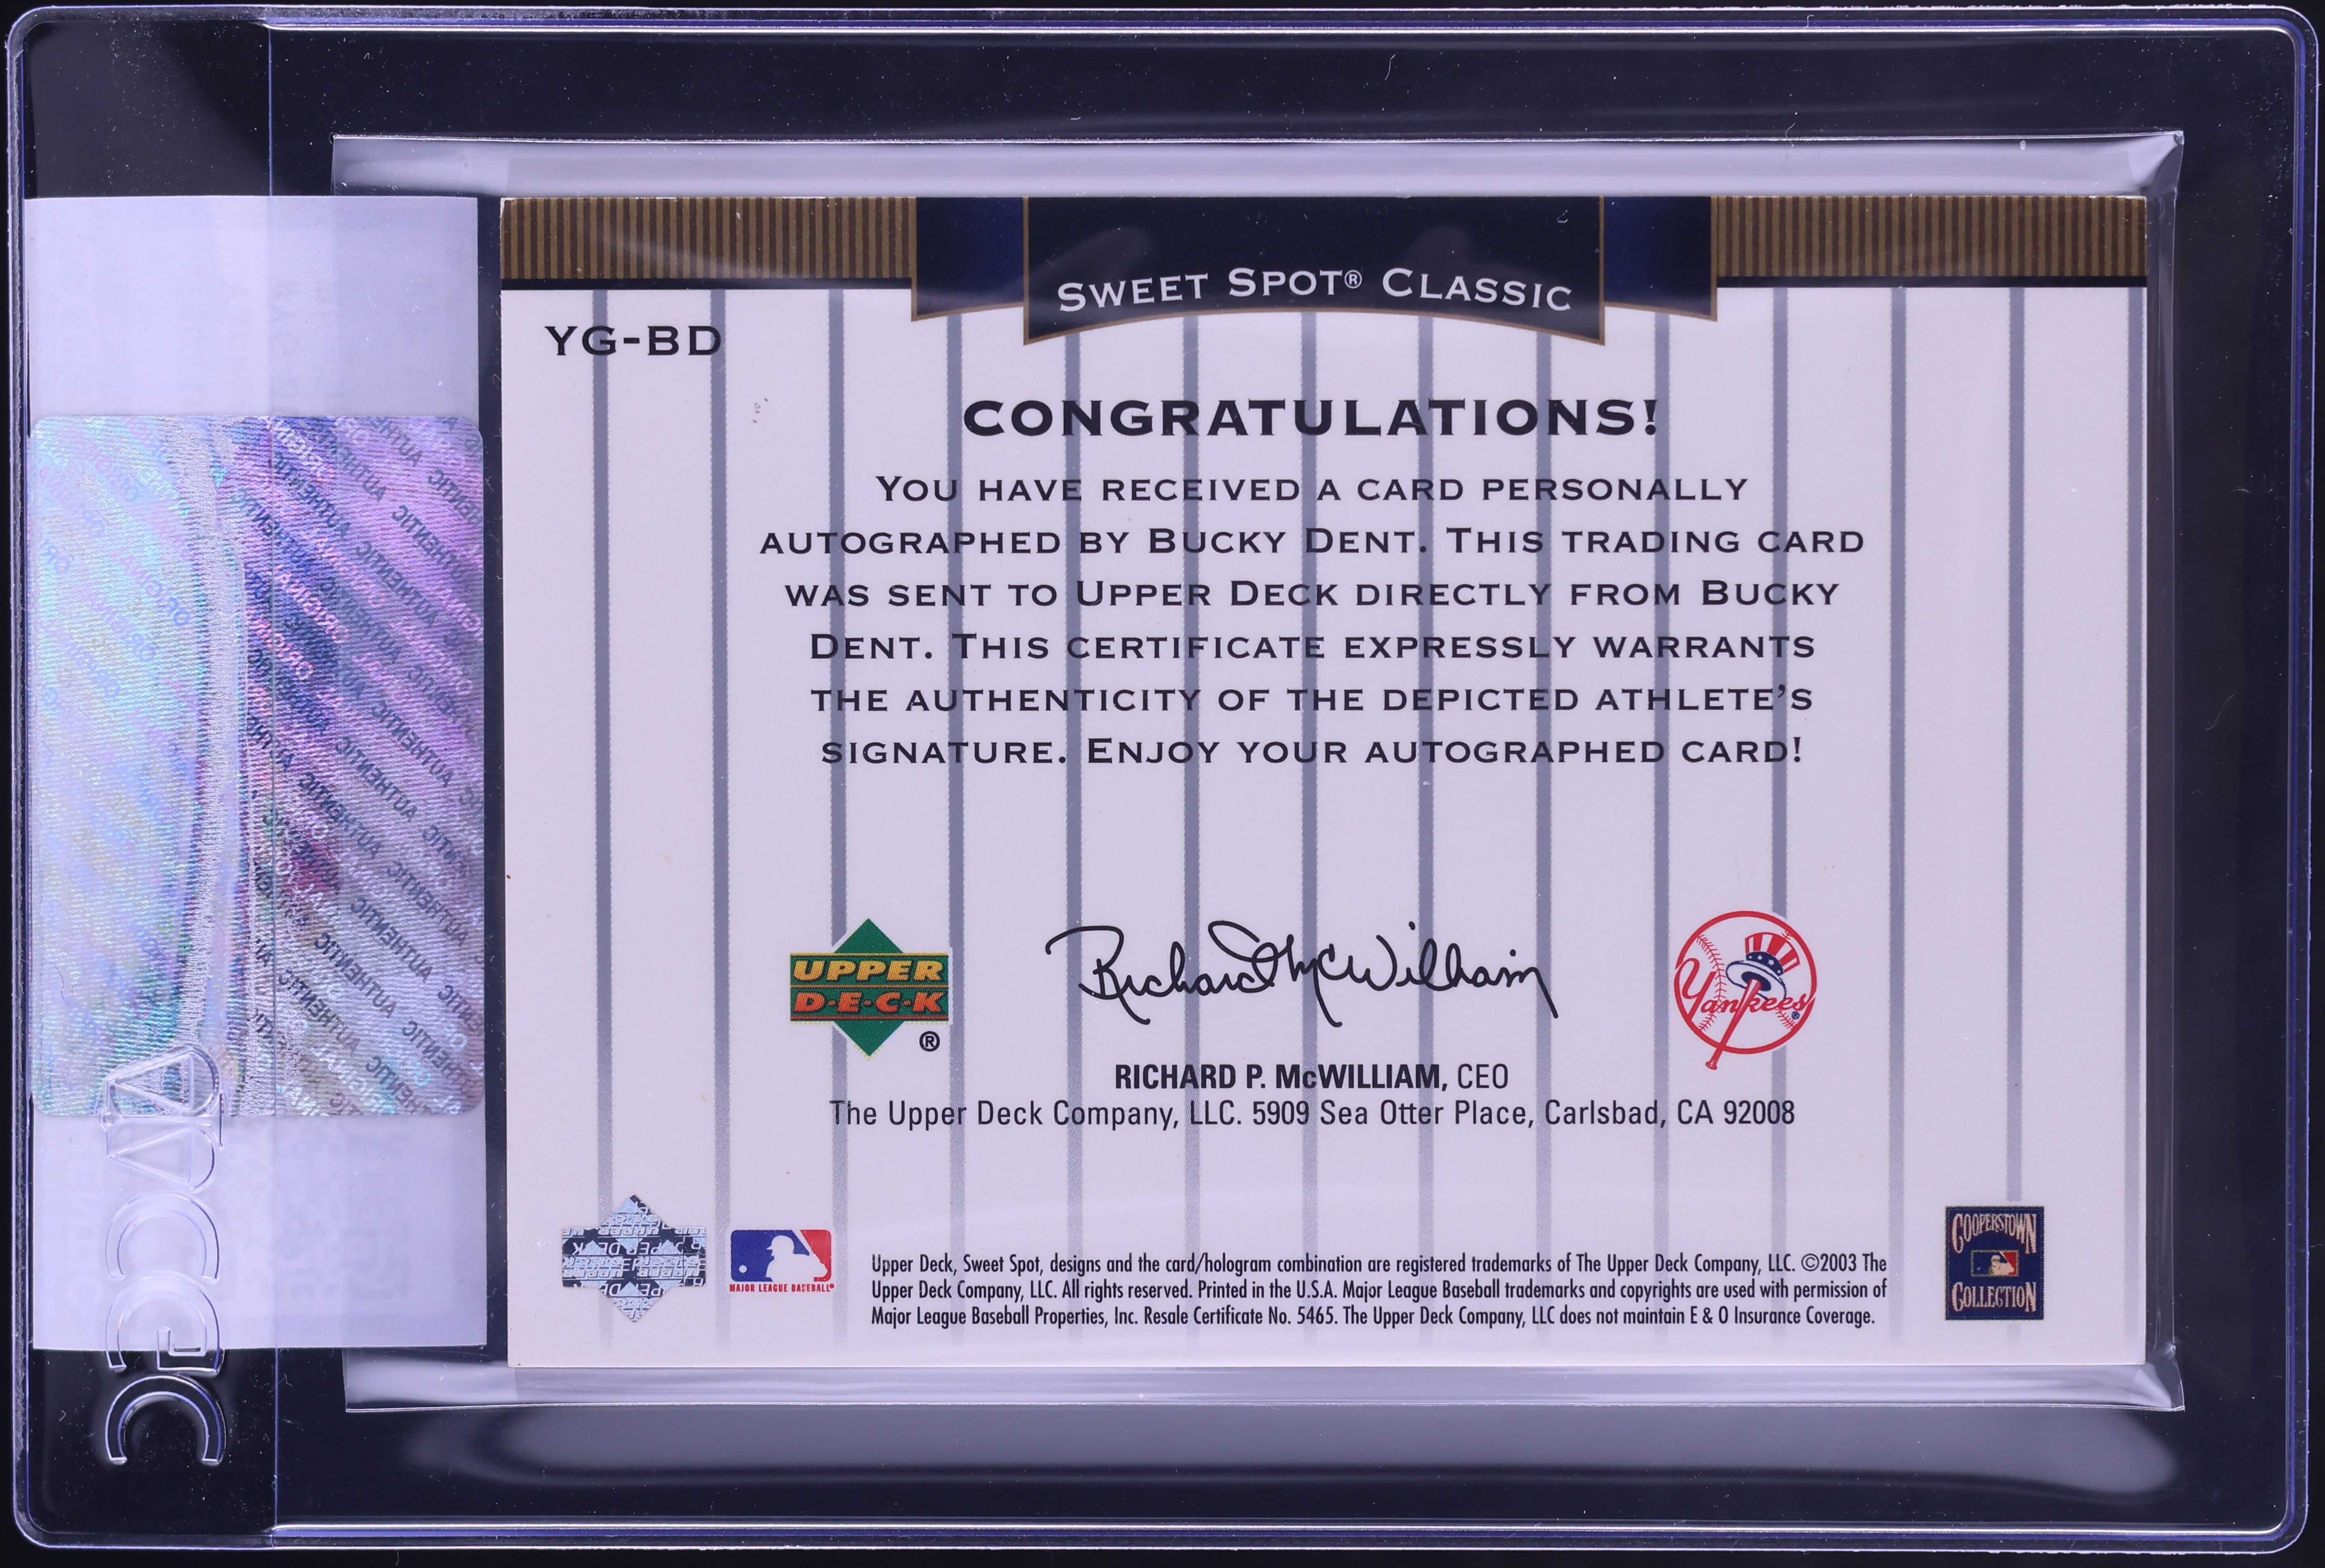 SWEET SPOT® CLASSIC
YG-BD
CONGRATULATIONS!
YOU HAVE RECEIVED A CARD PERSONALLY
AUTOGRAPHED BY BUCKY DENT. THIS TRADING CARD
WAS SENT TO UPPER DECK DIRECTLY FROM BUCKY
DENT. THIS CERTIFICATE EXPRESSLY WARRANTS
THE AUTHENTICITY OF THE DEPICTED ATHLETE'S
SIGNATURE. ENJOY YOUR AUTOGRAPHED CARD!
UPPER
D·E·C·K
®
Richard McWilliam
Yankees®
RICHARD P. McWILLIAM, CEO
The Upper Deck Company, LLC. 5909 Sea Otter Place, Carlsbad, CA 92008
MAJOR LEAGUE BASEBALL®
Upper Deck, Sweet Spot, designs and the card/hologram combination are registered trademarks of The Upper Deck Company, LLC. ©2003 The
Upper Deck Company, LLC. All rights reserved. Printed in the U.S.A. Major League Baseball trademarks and copyrights are used with permission of
Major League Baseball Properties, Inc. Resale Certificate No. 5465. The Upper Deck Company, LLC does not maintain E & O Insurance Coverage.
COOPERSTOWN
COLLECTION